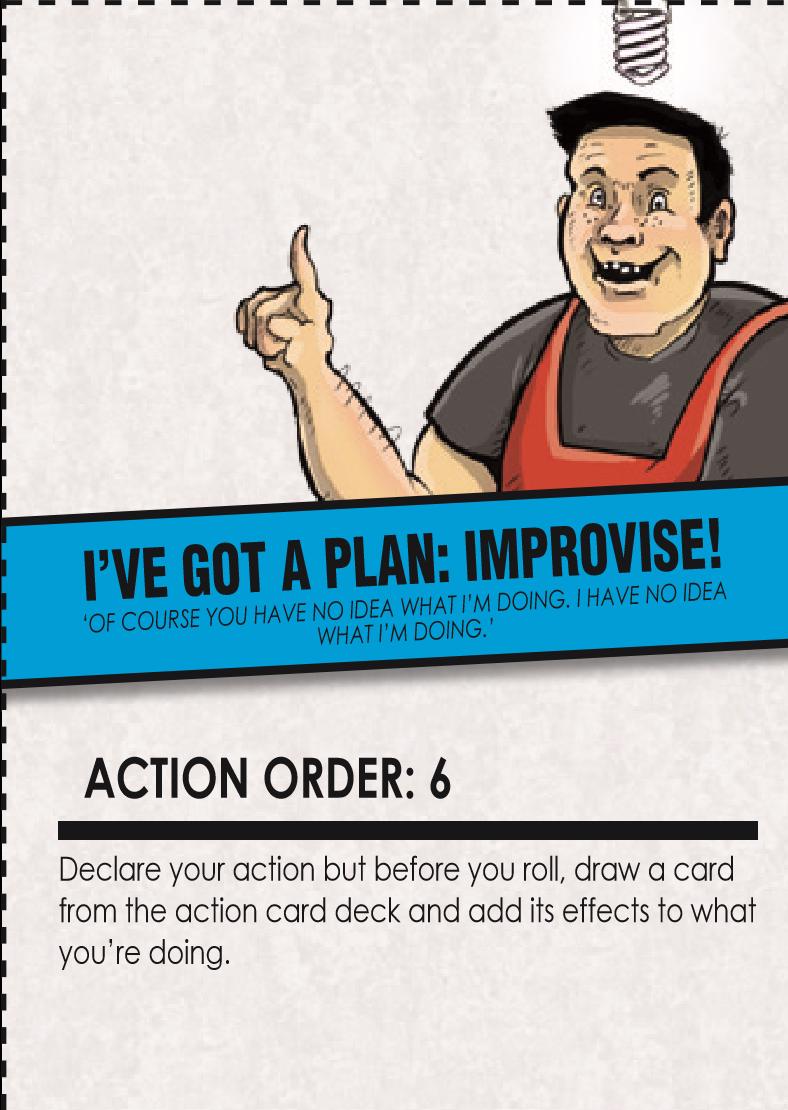 I'VE GOT A PLAN: IMPROVISE!
'OF COURSE YOU HAVE NO IDEA WHAT I'M DOING. I HAVE NO IDEA
WHAT I'M DOING.'
ACTION ORDER: 6
Declare your action but before you roll, draw a card
from the action card deck and add its effects to what
you're doing.